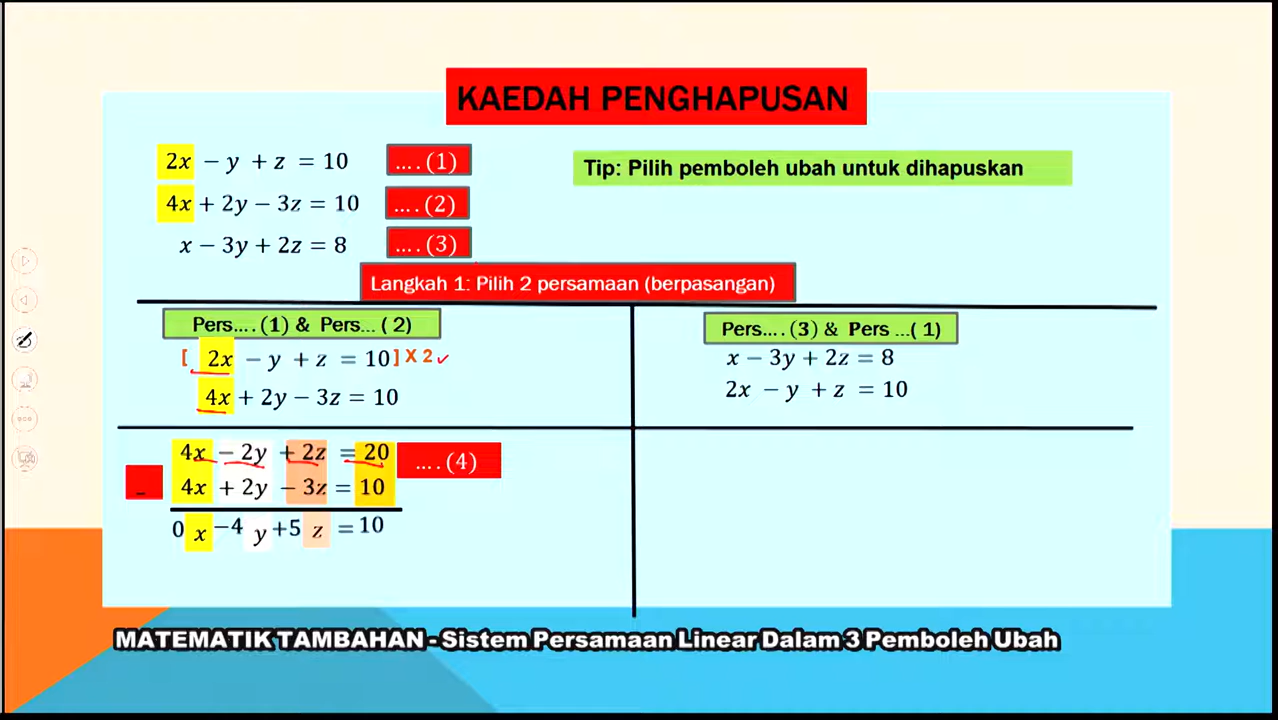 KAEDAH PENGHAPUSAN
2x − y + z = 10 ....(1)
Tip: Pilih pemboleh ubah untuk dihapuskan
4x + 2y − 3z = 10 ....(2)
x − 3y + 2z = 8 ....(3)
Langkah 1: Pilih 2 persamaan (berpasangan)
Pers....(1) & Pers...( 2)
[ 2x − y + z = 10 ] X 2 ✓
4x + 2y − 3z = 10
4x − 2y + 2z = 20 ....(4)
− 4x + 2y − 3z = 10
0 x −4 y +5 z = 10
Pers....(3) & Pers ...( 1)
x − 3y + 2z = 8
2x − y + z = 10
MATEMATIK TAMBAHAN - Sistem Persamaan Linear Dalam 3 Pemboleh Ubah